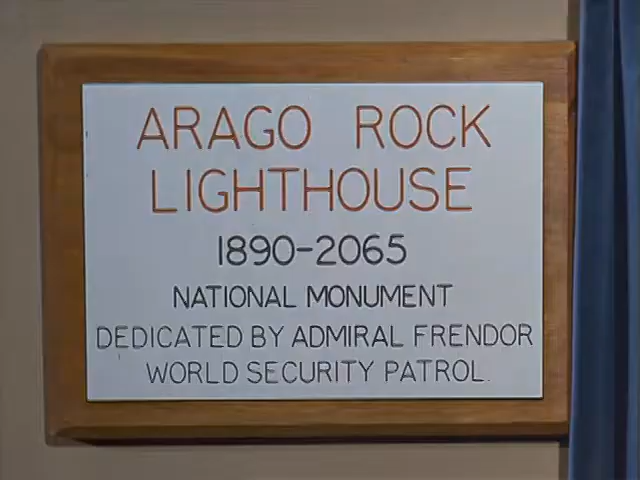 ARAGO ROCK
LIGHTHOUSE
1890-2065
NATIONAL MONUMENT
DEDICATED BY ADMIRAL FRENDOR
WORLD SECURITY PATROL.